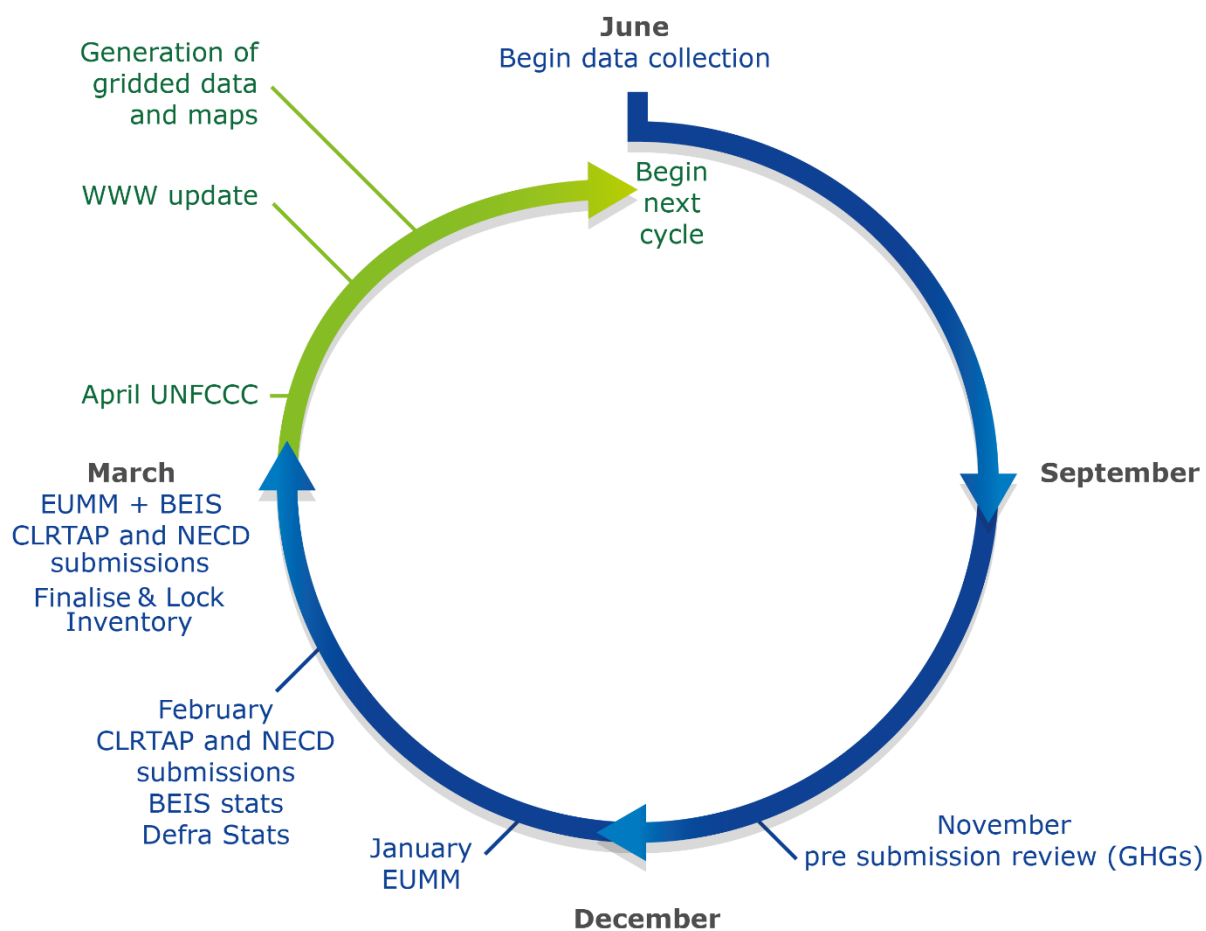 June
Begin data collection
Generation of
gridded data
and maps
WWW update
Begin
next
cycle
April UNFCCC
March
EUMM + BEIS
CLRTAP and NECD
submissions
Finalise & Lock
Inventory
September
February
CLRTAP and NECD
submissions
BEIS stats
Defra Stats
January
EUMM
November
pre submission review (GHGs)
December